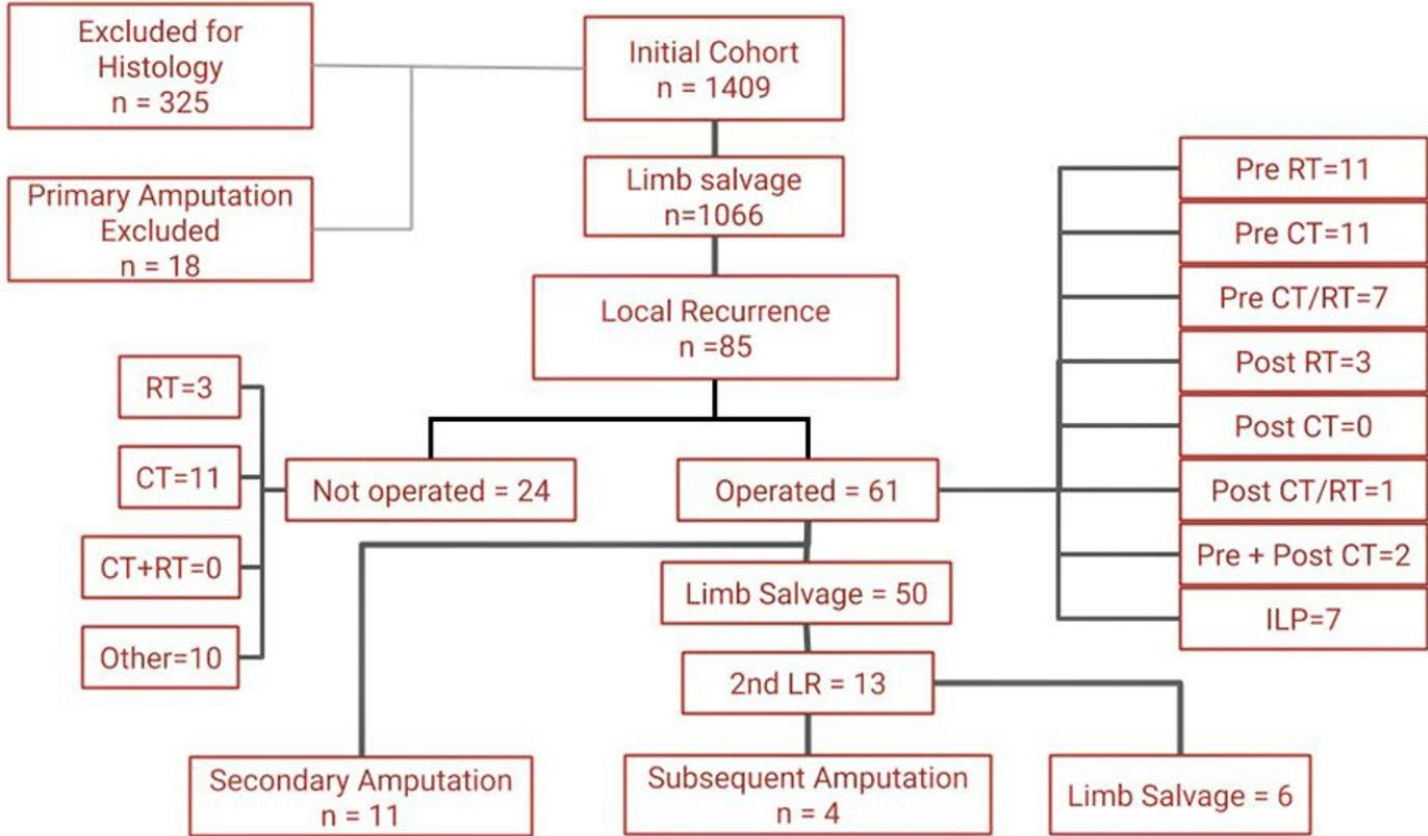 Excluded for
Histology
n = 325
Initial Cohort
n = 1409
Primary Amputation
Excluded
n = 18
Limb salvage
n=1066
Local Recurrence
n =85
RT=3
CT=11
CT+RT=0
Other=10
Not operated = 24
Operated = 61
Pre RT=11
Pre CT=11
Pre CT/RT=7
Post RT=3
Post CT=0
Post CT/RT=1
Pre + Post CT=2
ILP=7
Limb Salvage = 50
2nd LR = 13
Secondary Amputation
n = 11
Subsequent Amputation
n = 4
Limb Salvage = 6